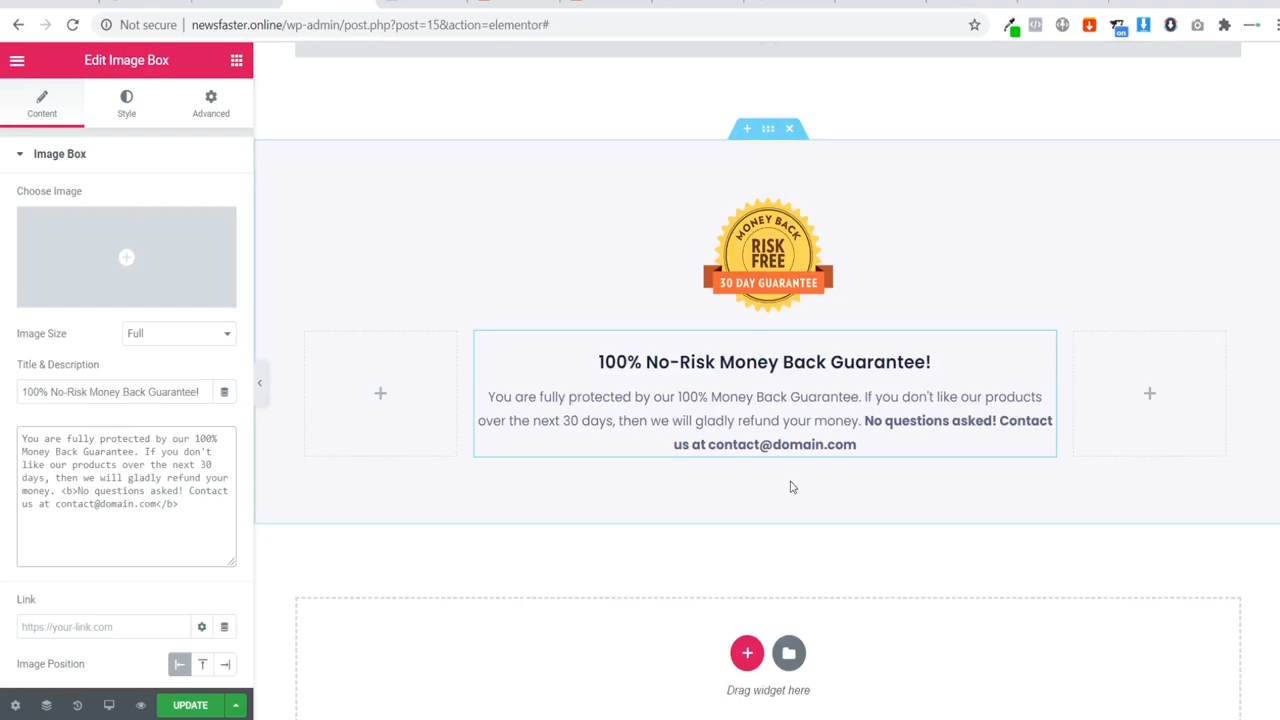 Not secure
newsfaster.online/wp-admin/post.php?post=15&action=elementor#
on
Edit Image Box
Content
Style
Advanced
Image Box
Choose Image
Image Size
Full
Title & Description
100% No-Risk Money Back Guarantee!
You are fully protected by our 100%
Money Back Guarantee. If you don't
like our products over the next 30
days, then we will gladly refund your
money. <b>No questions asked! Contact
us at contact@domain.com</b>
Link
https://your-link.com
Image Position
UPDATE
MONEY BACK
RISK
FREE
30 DAY GUARANTEE
100% No-Risk Money Back Guarantee!
You are fully protected by our 100% Money Back Guarantee. If you don't like our products
over the next 30 days, then we will gladly refund your money. No questions asked! Contact
us at contact@domain.com
Drag widget here